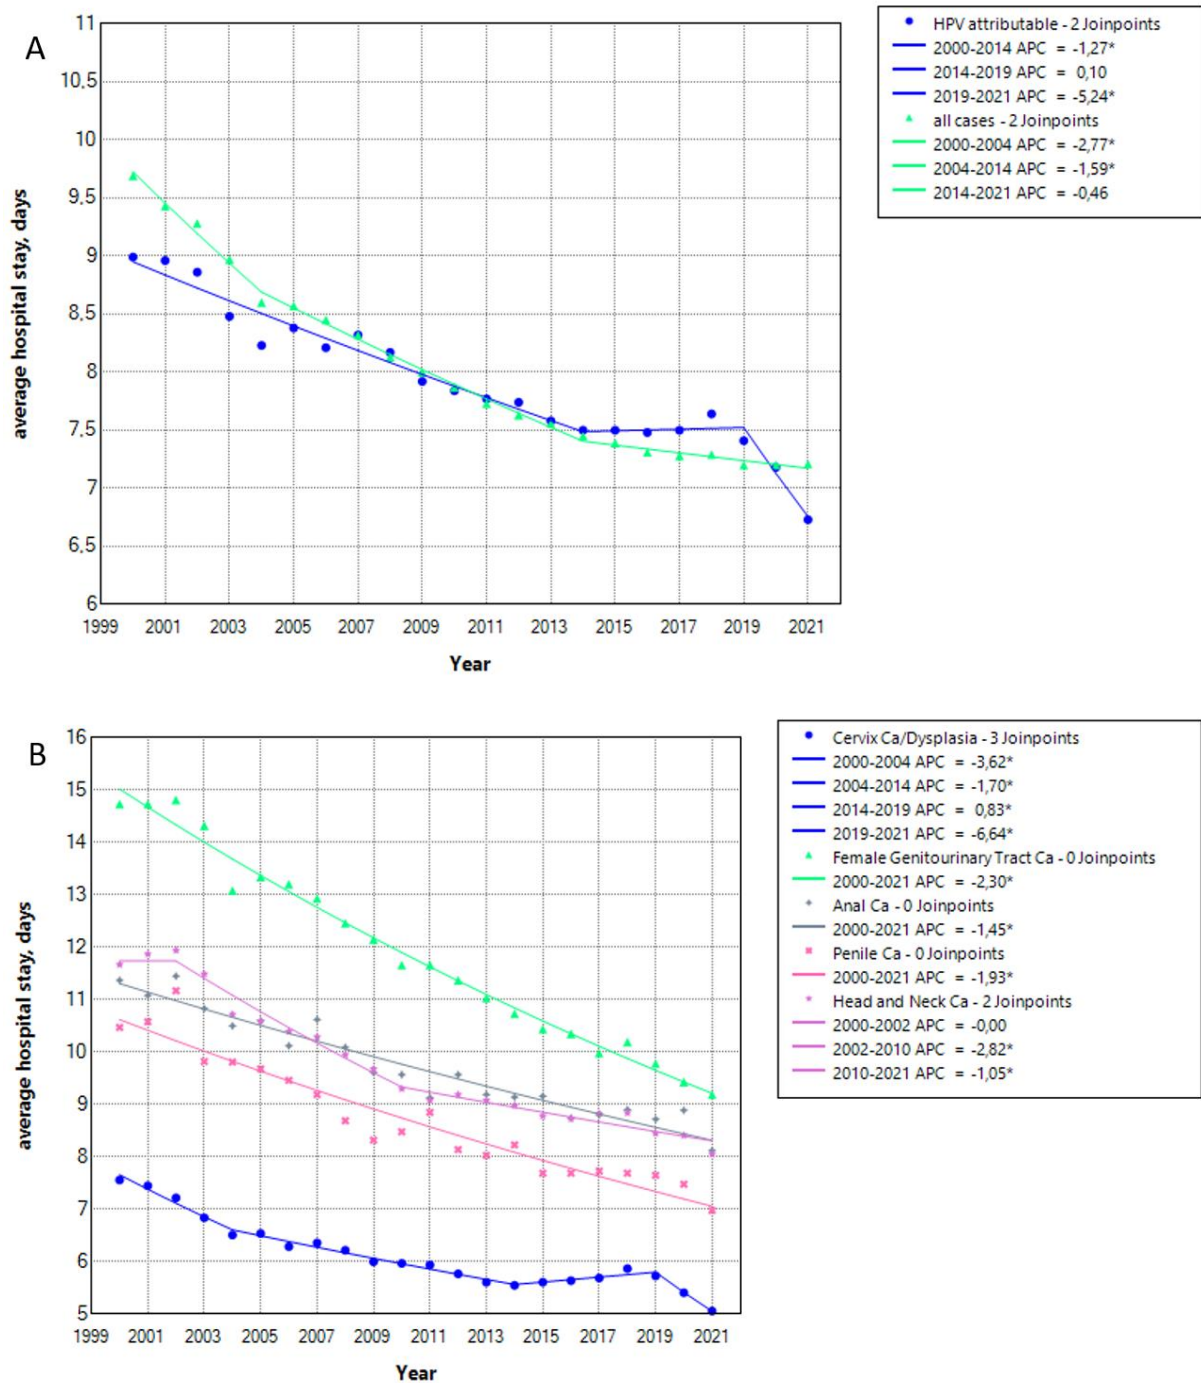 A
11
10,5
10
9,5
9
8,5
8
7,5
7
6,5
6
average hospital stay, days
1999 2001 2003 2005 2007 2009 2011 2013 2015 2017 2019 2021
Year
HPV attributable - 2 Joinpoints
2000-2014 APC = -1,27*
2014-2019 APC = 0,10
2019-2021 APC = -5,24*
all cases - 2 Joinpoints
2000-2004 APC = -2,77*
2004-2014 APC = -1,59*
2014-2021 APC = -0,46
B
16
15
14
13
12
11
10
9
8
7
6
5
average hospital stay, days
1999 2001 2003 2005 2007 2009 2011 2013 2015 2017 2019 2021
Year
Cervix Ca/Dysplasia - 3 Joinpoints
2000-2004 APC = -3,62*
2004-2014 APC = -1,70*
2014-2019 APC = 0,83*
2019-2021 APC = -6,64*
Female Genitourinary Tract Ca - 0 Joinpoints
2000-2021 APC = -2,30*
Anal Ca - 0 Joinpoints
2000-2021 APC = -1,45*
Penile Ca - 0 Joinpoints
2000-2021 APC = -1,93*
Head and Neck Ca - 2 Joinpoints
2000-2002 APC = -0,00
2002-2010 APC = -2,82*
2010-2021 APC = -1,05*